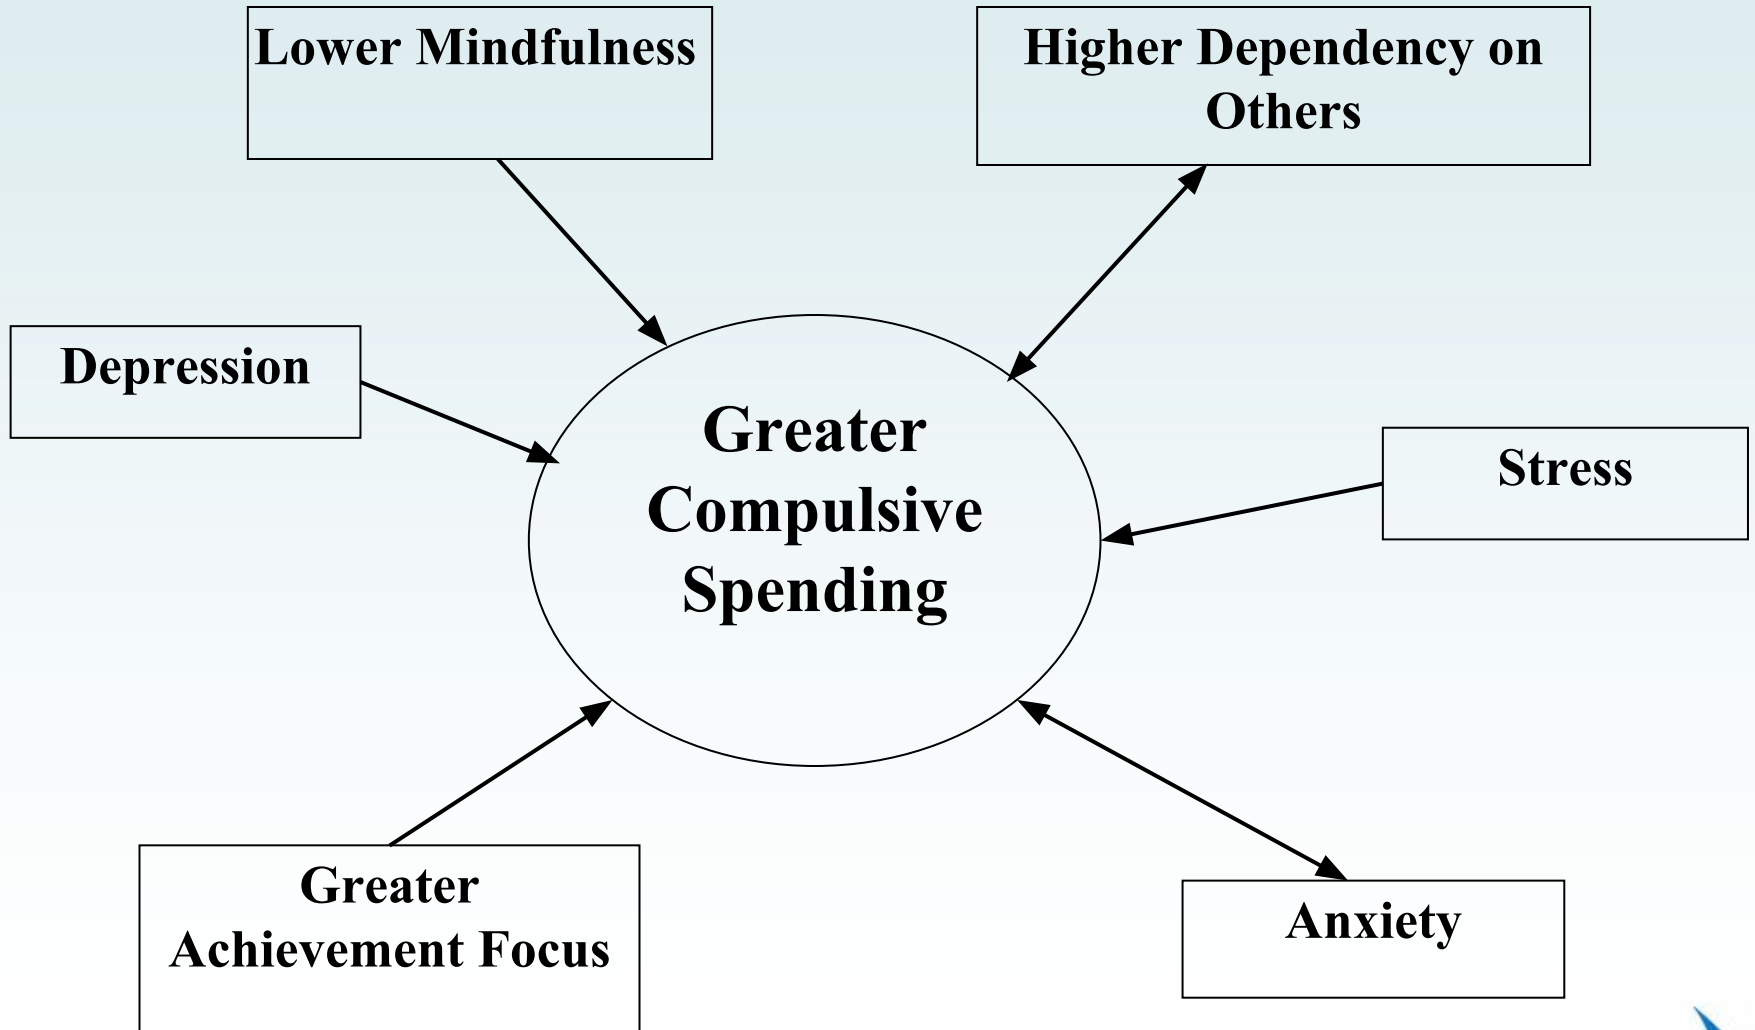 Lower Mindfulness
Higher Dependency on
Others
Depression
Greater
Compulsive
Spending
Stress
Greater
Achievement Focus
Anxiety